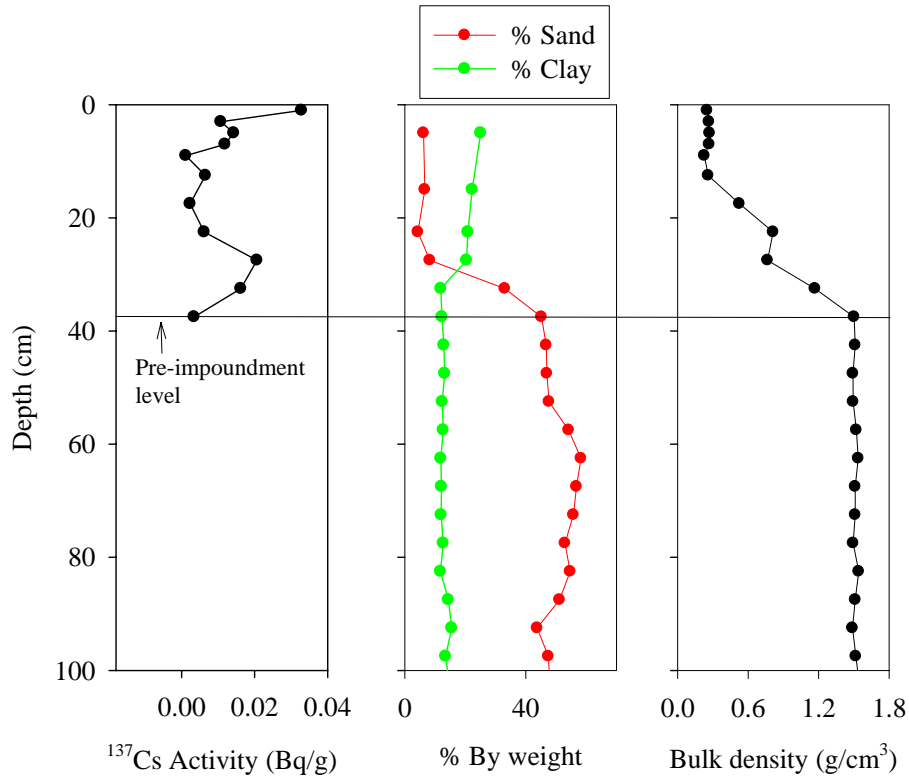 % Sand
% Clay
0
20
40
60
80
100
Depth (cm)
Pre-impoundment
level
0.00 0.02 0.04
0 40
0.0 0.6 1.2 1.8
¹³⁷Cs Activity (Bq/g)
% By weight
Bulk density (g/cm³)